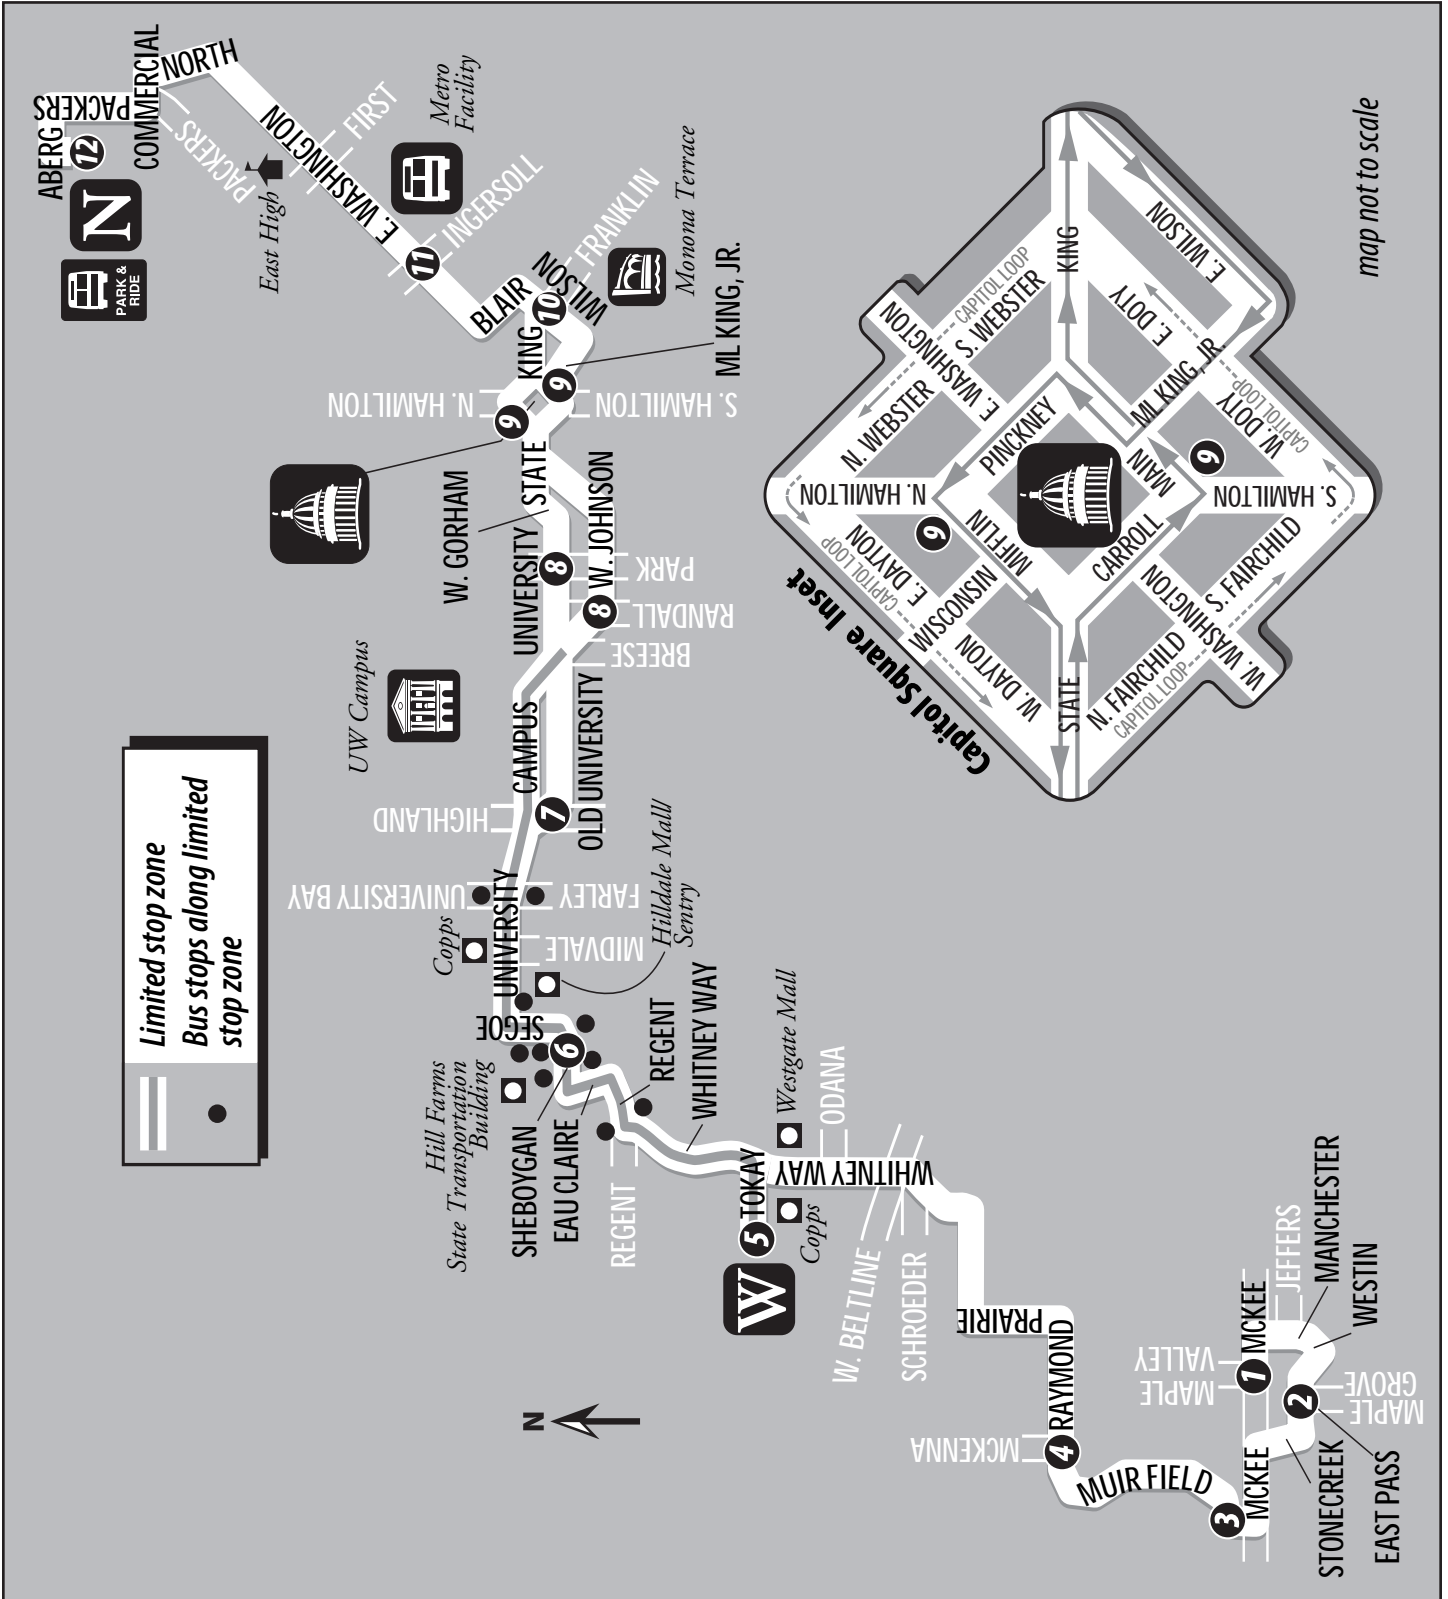 ABERG
PACKERS
COMMERCIAL
NORTH
12
N
PARK &
RIDE
PACKERS
East High
E. WASHINGTON
FIRST
Metro
Facility
11
INGERSOLL
BLAIR
10
WILSON
FRANKLIN
Monona Terrace
KING
ML KING, JR.
9
9
N. HAMILTON
S. HAMILTON
STATE
W. GORHAM
W. JOHNSON
UNIVERSITY
8
8
PARK
RANDALL
BREESE
UW Campus
CAMPUS
OLD UNIVERSITY
7
HIGHLAND
UNIVERSITY BAY
FARLEY
UNIVERSITY
MIDVALE
Copps
Hilldale Mall/
Sentry
SEGOE
6
Hill Farms
State Transportation
Building
SHEBOYGAN
EAU CLAIRE
REGENT
REGENT
WHITNEY WAY
5
TOKAY
W
Westgate Mall
Copps
WHITNEY WAY
ODANA
W. BELTLINE
SCHROEDER
PRAIRIE
RAYMOND
4
MCKENNA
MUIR FIELD
3
MCKEE
1
MCKEE
MAPLE
VALLEY
JEFFERS
MANCHESTER
WESTIN
2
MAPLE
GROVE
STONECREEK
EAST PASS
N
Limited stop zone
Bus stops along limited
stop zone
Capitol Square Inset
KING
E. WILSON
CAPITOL LOOP
S. WEBSTER
E. WASHINGTON
E. DOTY
N. WEBSTER
PINCKNEY
ML KING, JR.
W. DOTY
CAPITOL LOOP
MAIN
N. HAMILTON
S. HAMILTON
9
9
MIFFLIN
CARROLL
E. DAYTON
CAPITOL LOOP
WISCONSIN
W. DAYTON
W. WASHINGTON
S. FAIRCHILD
N. FAIRCHILD
CAPITOL LOOP
STATE
map not to scale